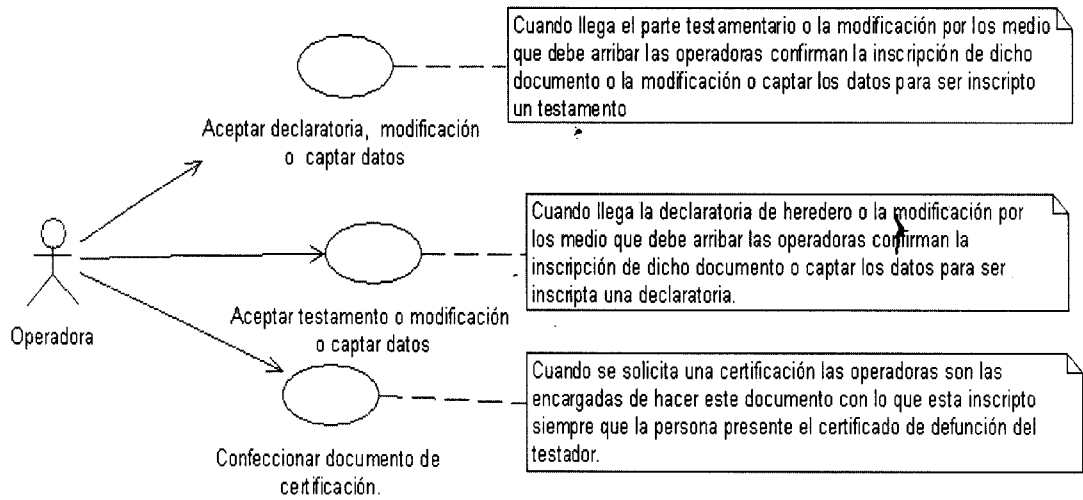 Cuando llega el parte testamentario o la modificación por los medio
que debe arribar las operadoras confirman la inscripción de dicho
documento o la modificación o captar los datos para ser inscripto
un testamento
Aceptar declaratoria, modificación
o captar datos
Cuando llega la declaratoria de heredero o la modificación por
los medio que debe arribar las operadoras confirman la
inscripción de dicho documento o captar los datos para ser
inscripta una declaratoria.
Operadora
Aceptar testamento o modificación
o captar datos
Cuando se solicita una certificación las operadoras son las
encargadas de hacer este documento con lo que esta inscripto
siempre que la persona presente el certificado de defunción del
testador.
Confeccionar documento de
certificación.